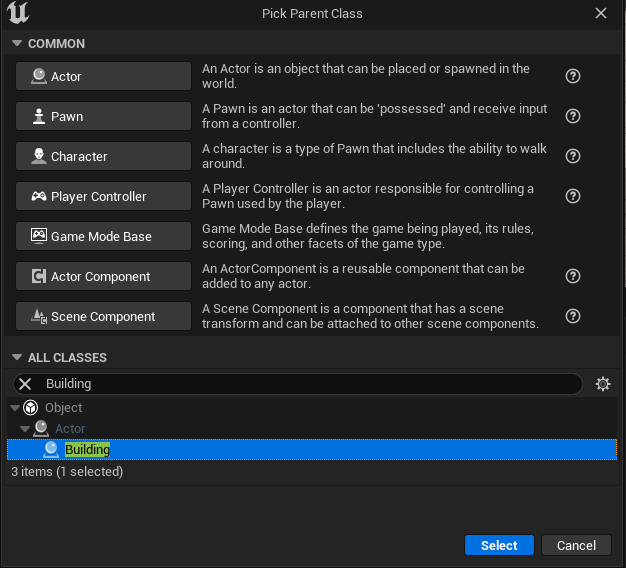 Pick Parent Class
COMMON
Actor
An Actor is an object that can be placed or spawned in the
world.
Pawn
A Pawn is an actor that can be 'possessed' and receive input
from a controller.
Character
A character is a type of Pawn that includes the ability to walk
around.
Player Controller
A Player Controller is an actor responsible for controlling a
Pawn used by the player.
Game Mode Base
Game Mode Base defines the game being played, its rules,
scoring, and other facets of the game type.
Actor Component
An ActorComponent is a reusable component that can be
added to any actor.
Scene Component
A Scene Component is a component that has a scene
transform and can be attached to other scene components.
ALL CLASSES
Building
Object
Actor
Building
3 items (1 selected)
Select Cancel